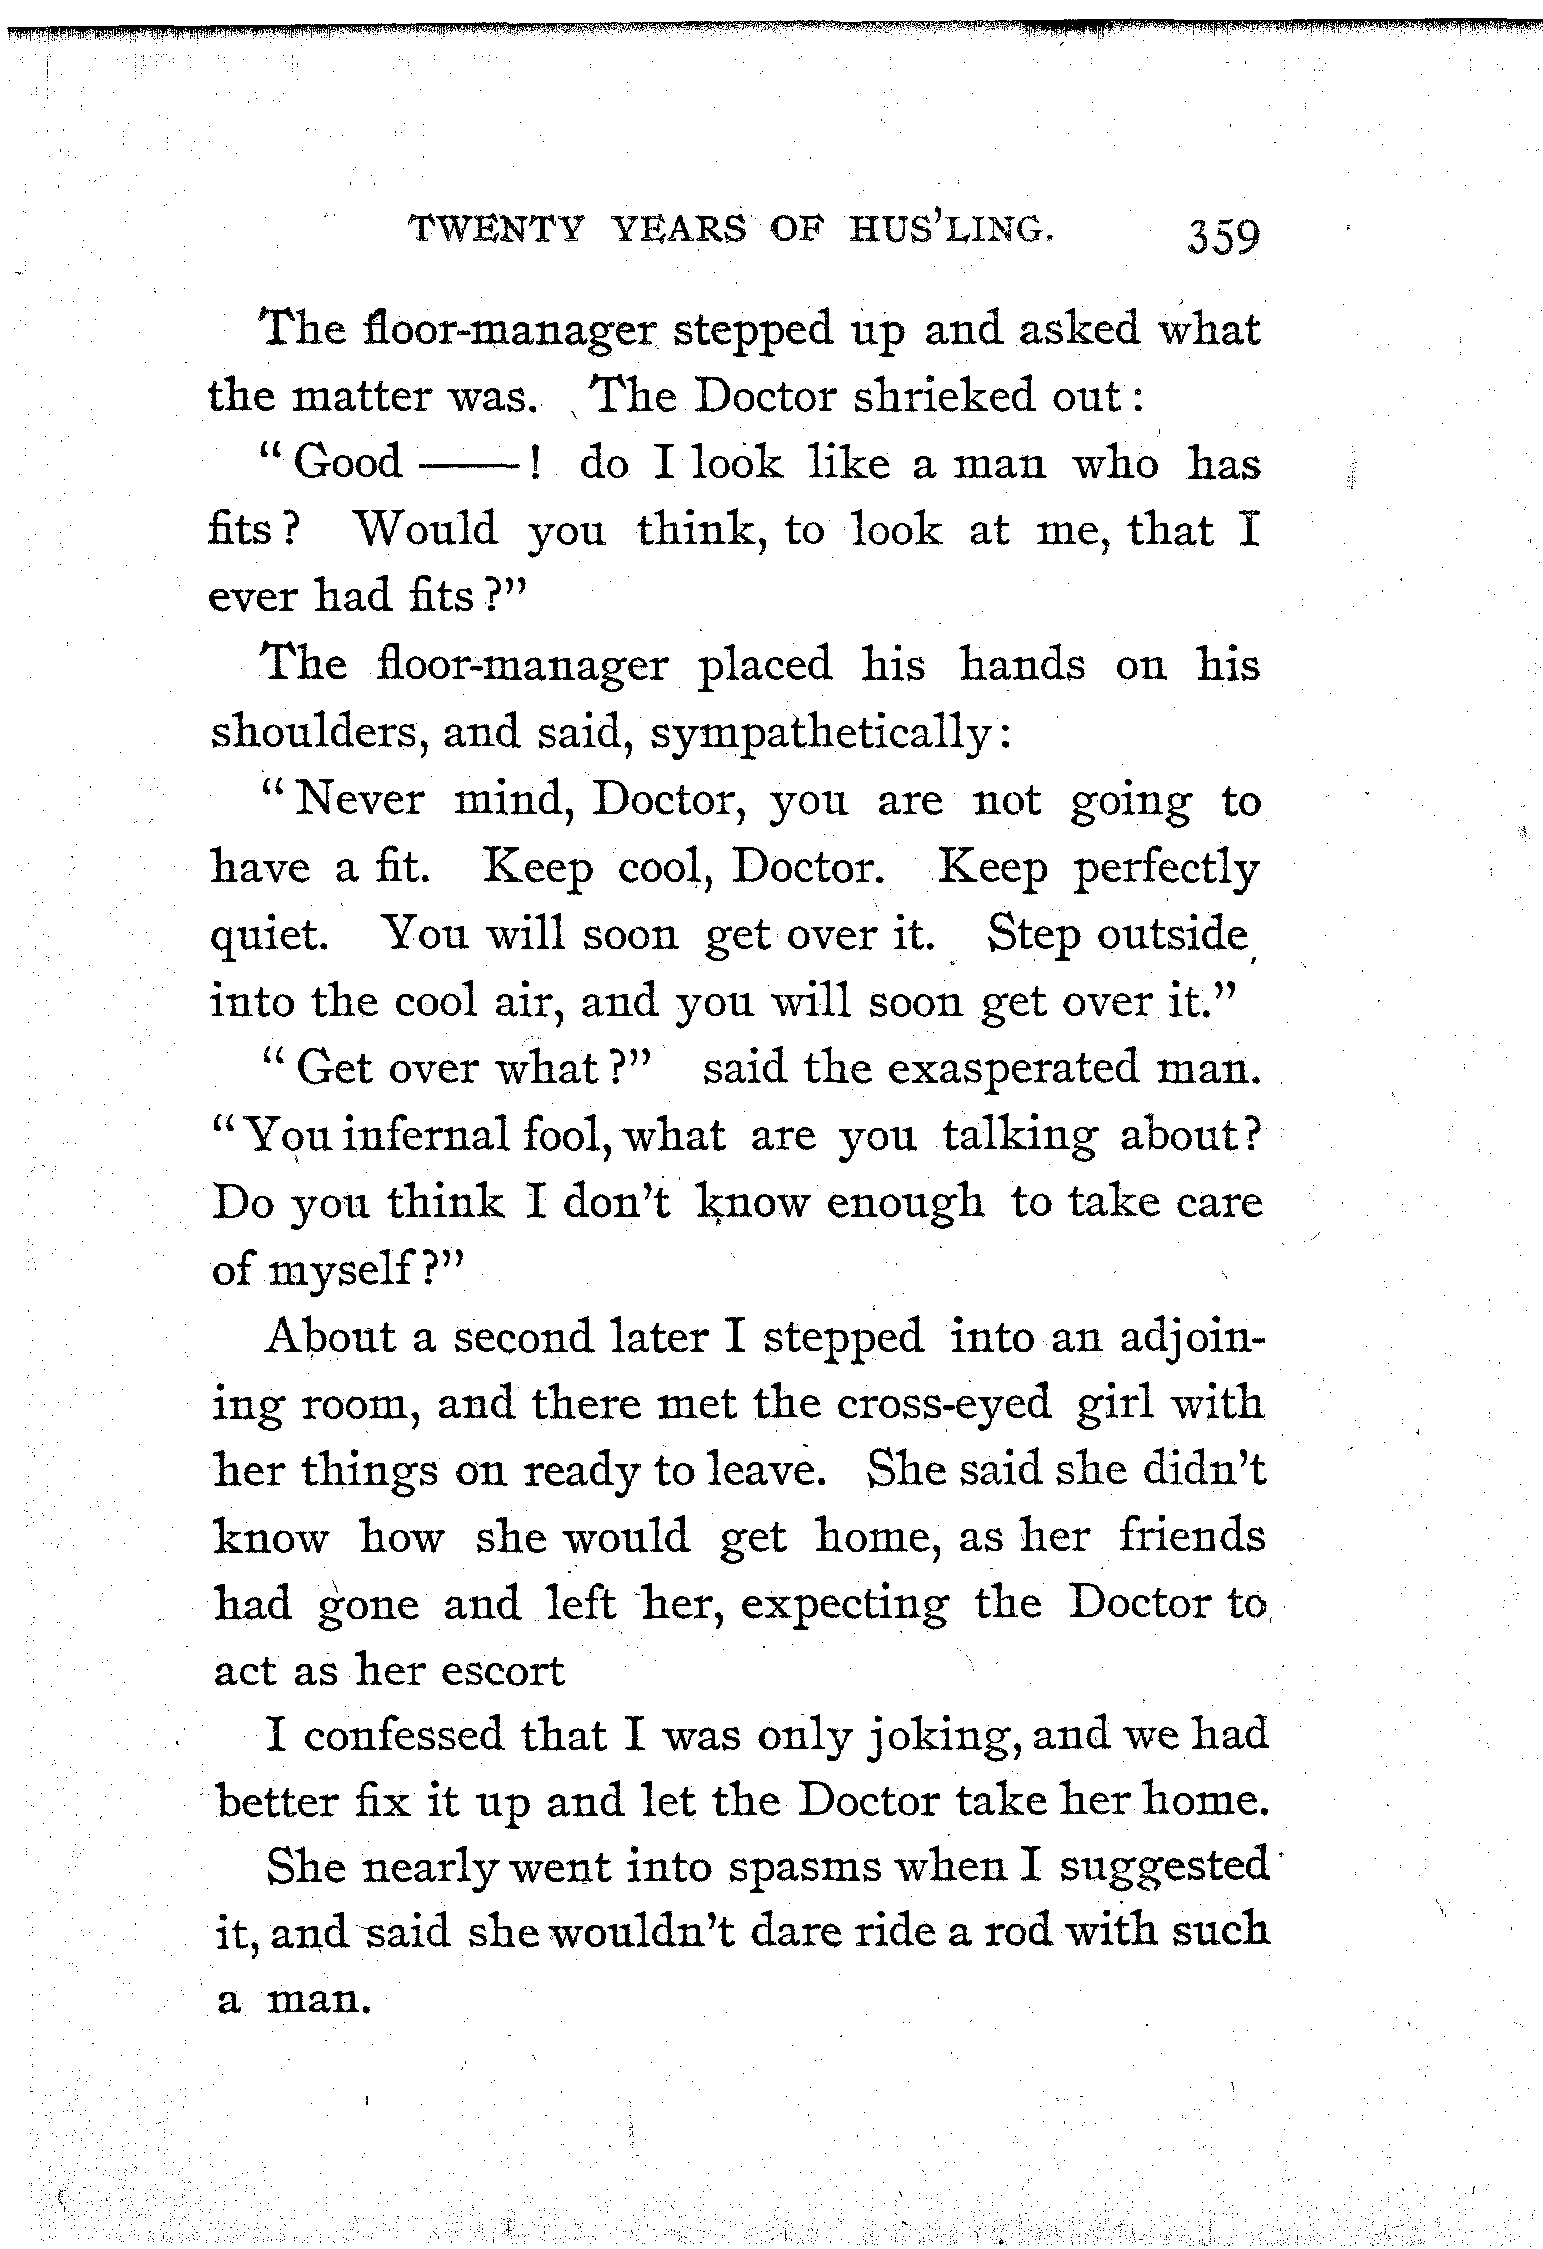 TWENTY YEARS OF HUS'LING. 359
The floor-manager stepped up and asked what
the matter was. The Doctor shrieked out:
"Good ——! do I look like a man who has
fits? Would you think, to look at me, that I
ever had fits?"
The floor-manager placed his hands on his
shoulders, and said, sympathetically:
"Never mind, Doctor, you are not going to
have a fit. Keep cool, Doctor. Keep perfectly
quiet. You will soon get over it. Step outside
into the cool air, and you will soon get over it."
"Get over what?" said the exasperated man.
"You infernal fool, what are you talking about?
Do you think I don't know enough to take care
of myself?"
About a second later I stepped into an adjoin-
ing room, and there met the cross-eyed girl with
her things on ready to leave. She said she didn't
know how she would get home, as her friends
had gone and left her, expecting the Doctor to
act as her escort
I confessed that I was only joking, and we had
better fix it up and let the Doctor take her home.
She nearly went into spasms when I suggested
it, and said she wouldn't dare ride a rod with such
a man.